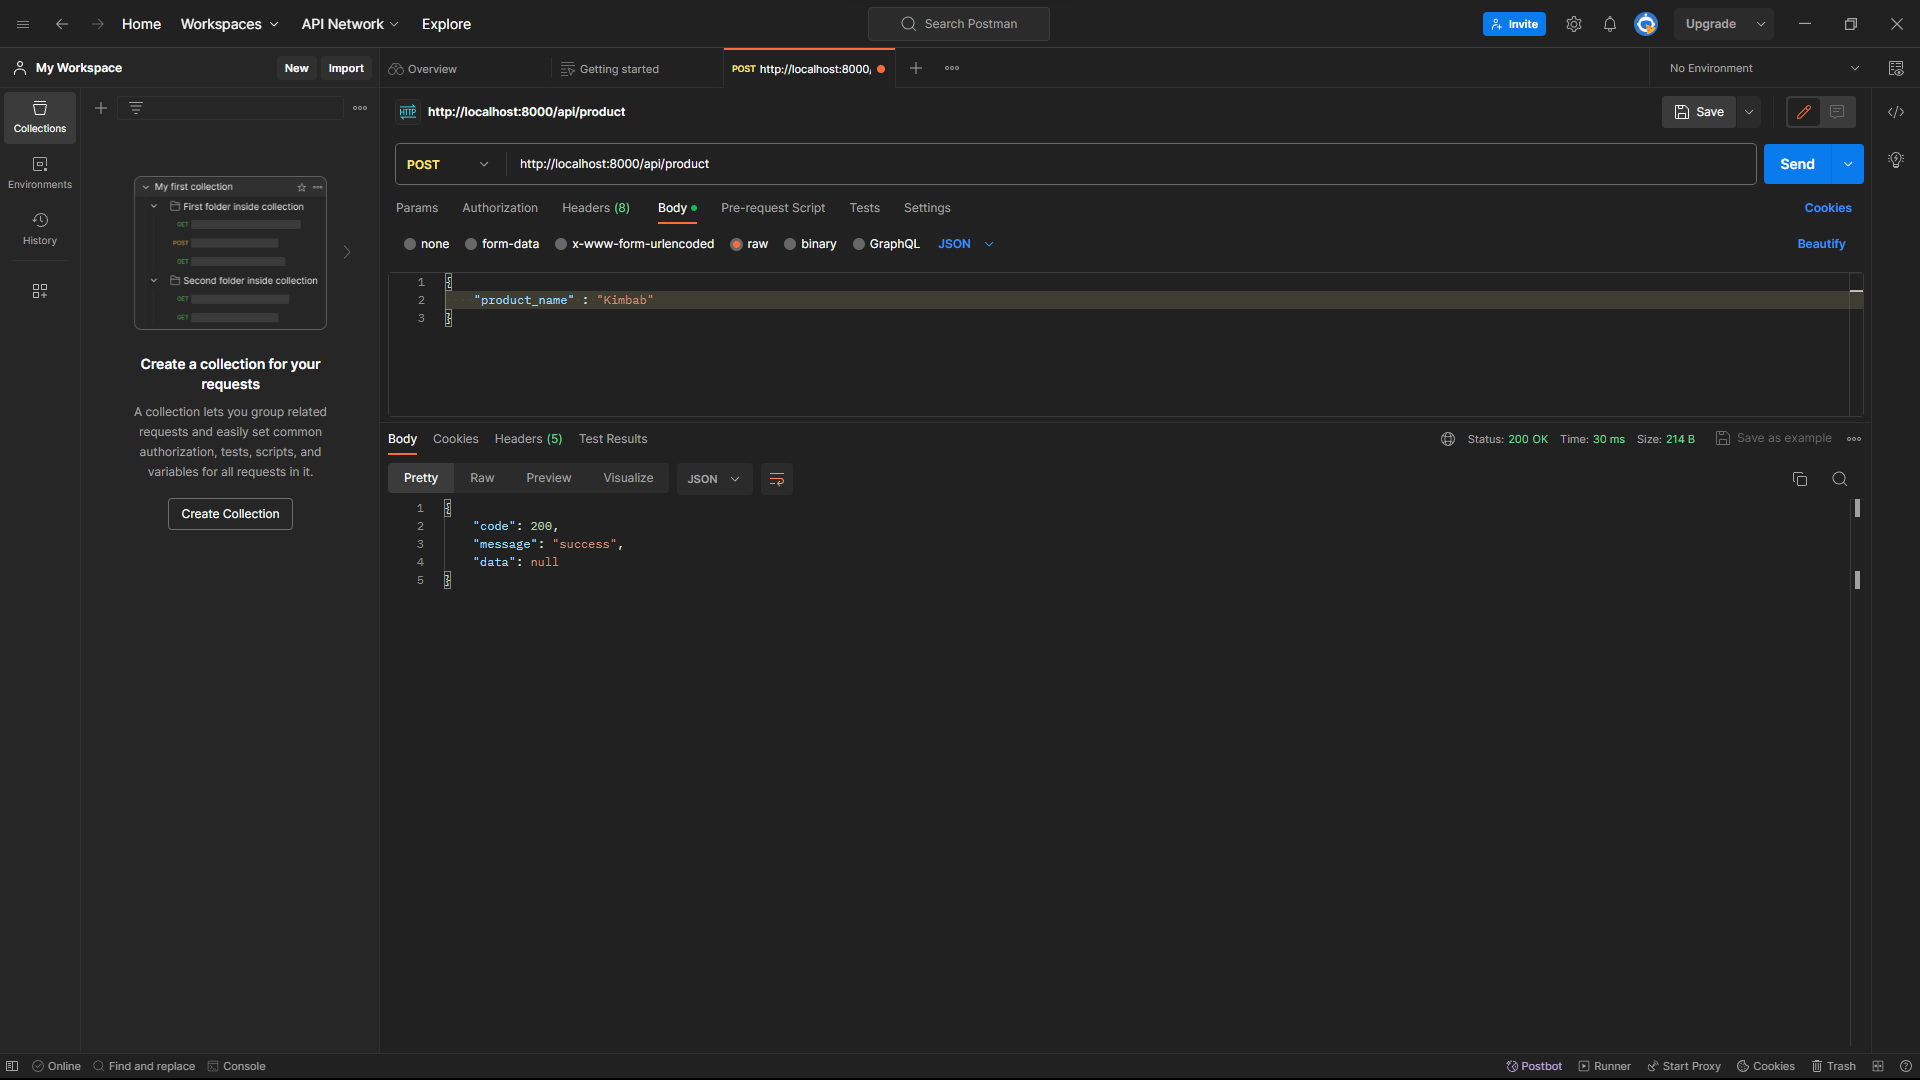 Home Workspaces API Network Explore Search Postman Invite Upgrade
My Workspace New Import Overview Getting started POST http://localhost:8000/ No Environment
HTTP http://localhost:8000/api/product Save
Collections
Environments
History
My first collection
First folder inside collection
GET
POST
GET
Second folder inside collection
GET
GET
Create a collection for your
requests
A collection lets you group related
requests and easily set common
authorization, tests, scripts, and
variables for all requests in it.
Create Collection
POST http://localhost:8000/api/product Send
Params Authorization Headers (8) Body Pre-request Script Tests Settings Cookies
none form-data x-www-form-urlencoded raw binary GraphQL JSON Beautify
1 {
2 "product_name" : "Kimbab"
3 }
Body Cookies Headers (5) Test Results Status: 200 OK Time: 30 ms Size: 214 B Save as example
Pretty Raw Preview Visualize JSON
1 {
2 "code": 200,
3 "message": "success",
4 "data": null
5 }
Online Find and replace Console Postbot Runner Start Proxy Cookies Trash